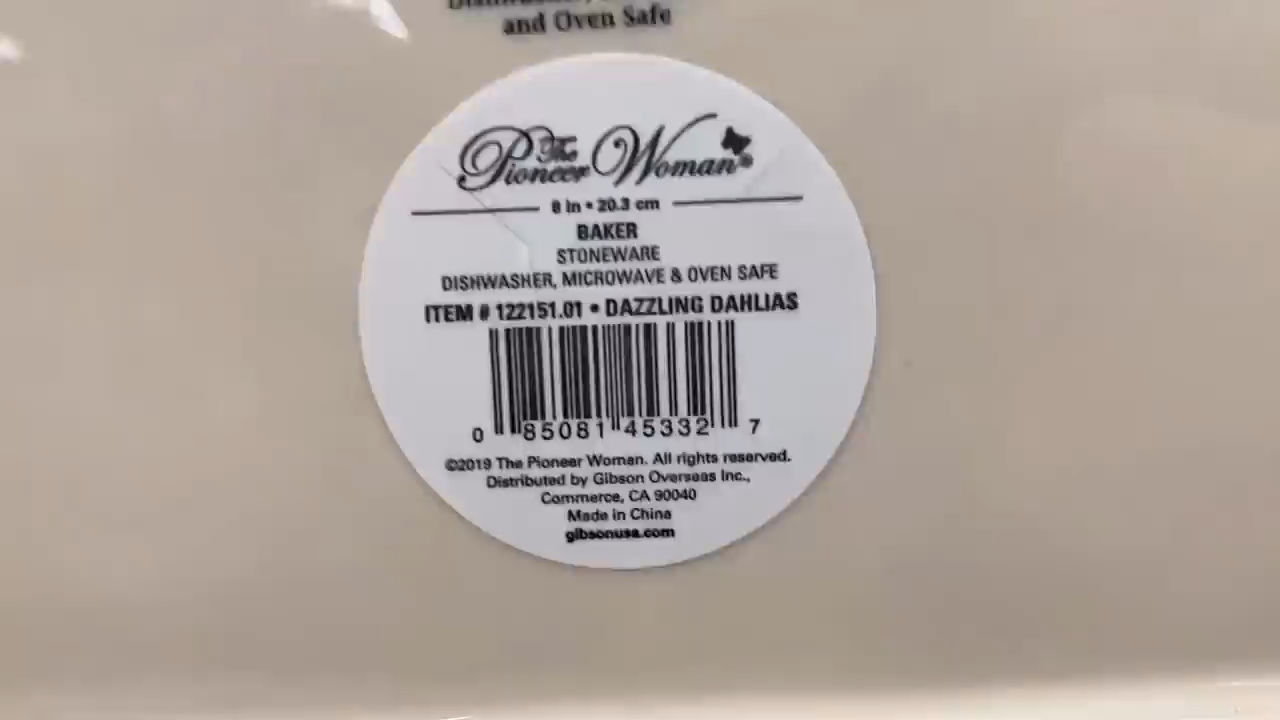 and Oven Safe
The Pioneer Woman®
8 in • 20.3 cm
BAKER
STONEWARE
DISHWASHER, MICROWAVE & OVEN SAFE
ITEM # 122151.01 • DAZZLING DAHLIAS
0 85081 45332 7
©2019 The Pioneer Woman. All rights reserved.
Distributed by Gibson Overseas Inc.,
Commerce, CA 90040
Made in China
gibsonusa.com